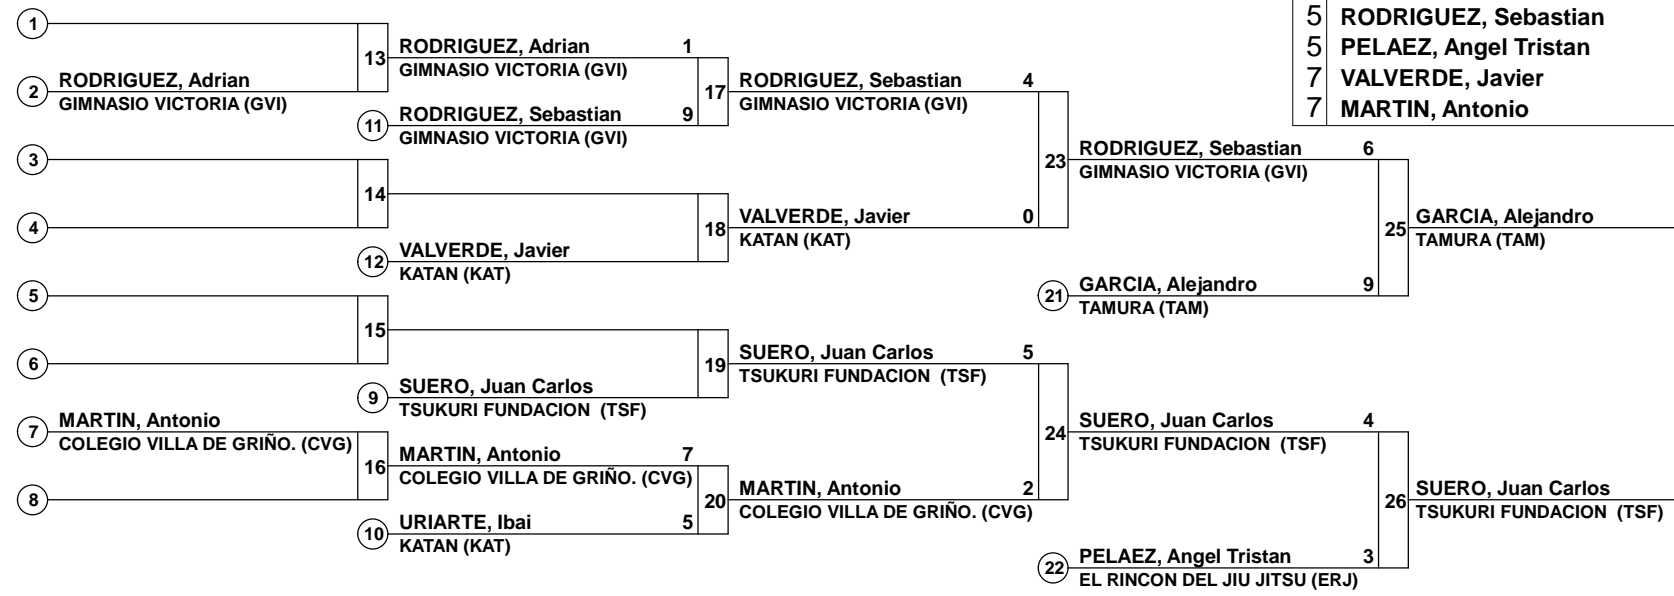 1
13
RODRIGUEZ, Adrian 1
GIMNASIO VICTORIA (GVI)
2
RODRIGUEZ, Adrian
GIMNASIO VICTORIA (GVI)
17
RODRIGUEZ, Sebastian 4
GIMNASIO VICTORIA (GVI)
11
RODRIGUEZ, Sebastian 9
GIMNASIO VICTORIA (GVI)
3
14
4
18
VALVERDE, Javier 0
KATAN (KAT)
12
VALVERDE, Javier
KATAN (KAT)
23
RODRIGUEZ, Sebastian 6
GIMNASIO VICTORIA (GVI)
25
GARCIA, Alejandro
TAMURA (TAM)
21
GARCIA, Alejandro 9
TAMURA (TAM)
5
15
6
19
SUERO, Juan Carlos 5
TSUKURI FUNDACION (TSF)
9
SUERO, Juan Carlos
TSUKURI FUNDACION (TSF)
7
MARTIN, Antonio
COLEGIO VILLA DE GRIÑO. (CVG)
16
MARTIN, Antonio 7
COLEGIO VILLA DE GRIÑO. (CVG)
8
20
MARTIN, Antonio 2
COLEGIO VILLA DE GRIÑO. (CVG)
10
URIARTE, Ibai 5
KATAN (KAT)
24
SUERO, Juan Carlos 4
TSUKURI FUNDACION (TSF)
26
SUERO, Juan Carlos
TSUKURI FUNDACION (TSF)
22
PELAEZ, Angel Tristan 3
EL RINCON DEL JIU JITSU (ERJ)
5 RODRIGUEZ, Sebastian
5 PELAEZ, Angel Tristan
7 VALVERDE, Javier
7 MARTIN, Antonio